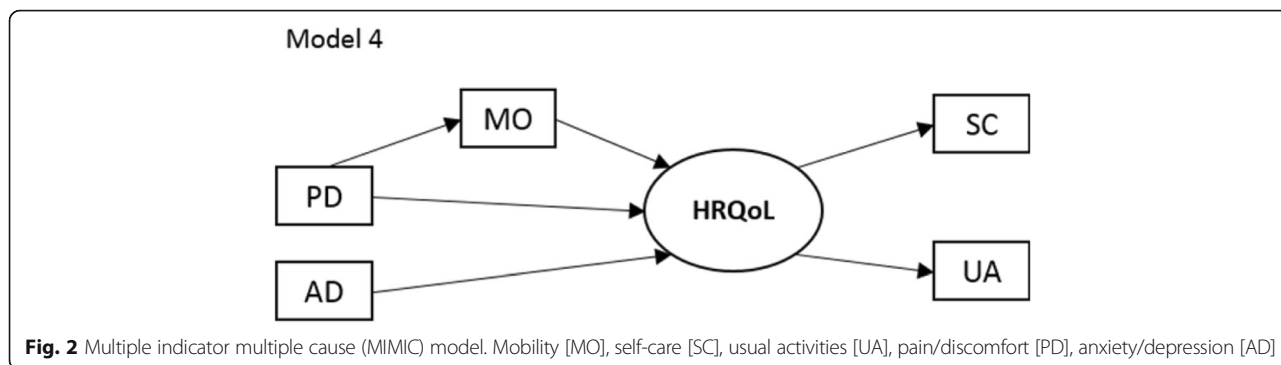 Model 4
MO
SC
PD
HRQoL
AD
UA
Fig. 2 Multiple indicator multiple cause (MIMIC) model. Mobility [MO], self-care [SC], usual activities [UA], pain/discomfort [PD], anxiety/depression [AD]